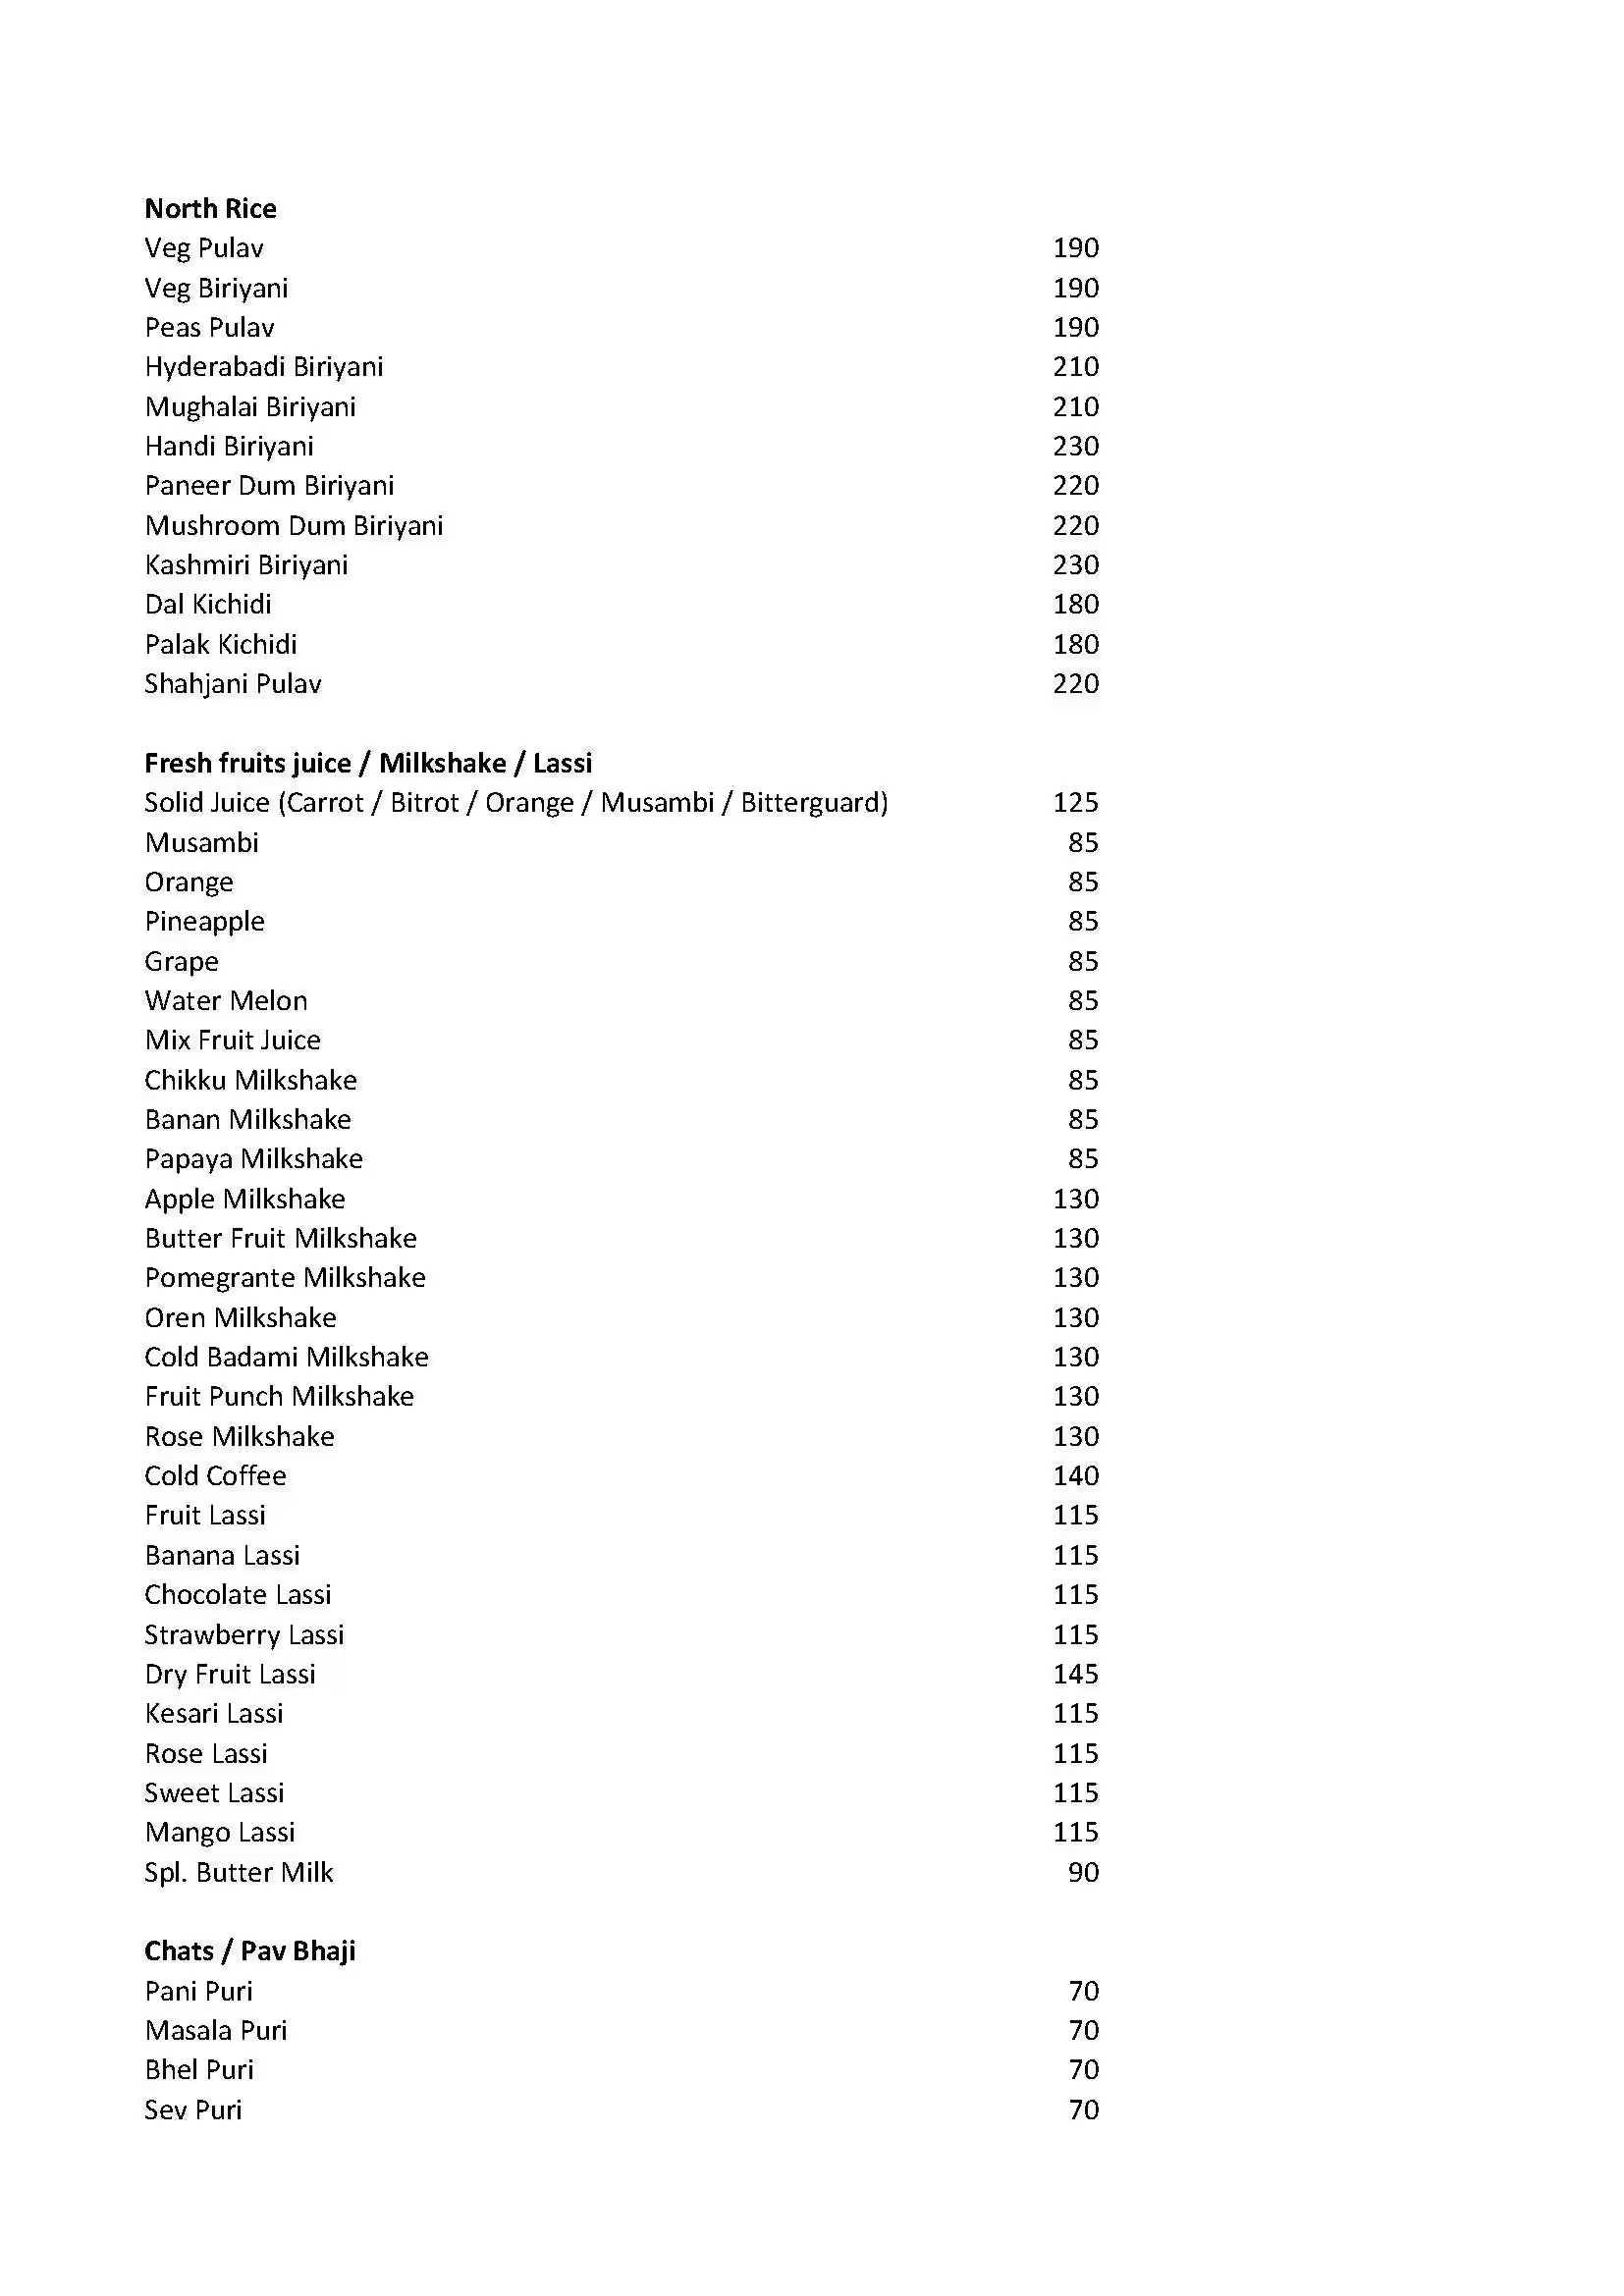 North Rice
Veg Pulav 190
Veg Biriyani 190
Peas Pulav 190
Hyderabadi Biriyani 210
Mughalai Biriyani 210
Handi Biriyani 230
Paneer Dum Biriyani 220
Mushroom Dum Biriyani 220
Kashmiri Biriyani 230
Dal Kichidi 180
Palak Kichidi 180
Shahjani Pulav 220
Fresh fruits juice / Milkshake / Lassi
Solid Juice (Carrot / Bitrot / Orange / Musambi / Bitterguard) 125
Musambi 85
Orange 85
Pineapple 85
Grape 85
Water Melon 85
Mix Fruit Juice 85
Chikku Milkshake 85
Banan Milkshake 85
Papaya Milkshake 85
Apple Milkshake 130
Butter Fruit Milkshake 130
Pomegrante Milkshake 130
Oren Milkshake 130
Cold Badami Milkshake 130
Fruit Punch Milkshake 130
Rose Milkshake 130
Cold Coffee 140
Fruit Lassi 115
Banana Lassi 115
Chocolate Lassi 115
Strawberry Lassi 115
Dry Fruit Lassi 145
Kesari Lassi 115
Rose Lassi 115
Sweet Lassi 115
Mango Lassi 115
Spl. Butter Milk 90
Chats / Pav Bhaji
Pani Puri 70
Masala Puri 70
Bhel Puri 70
Sev Puri 70